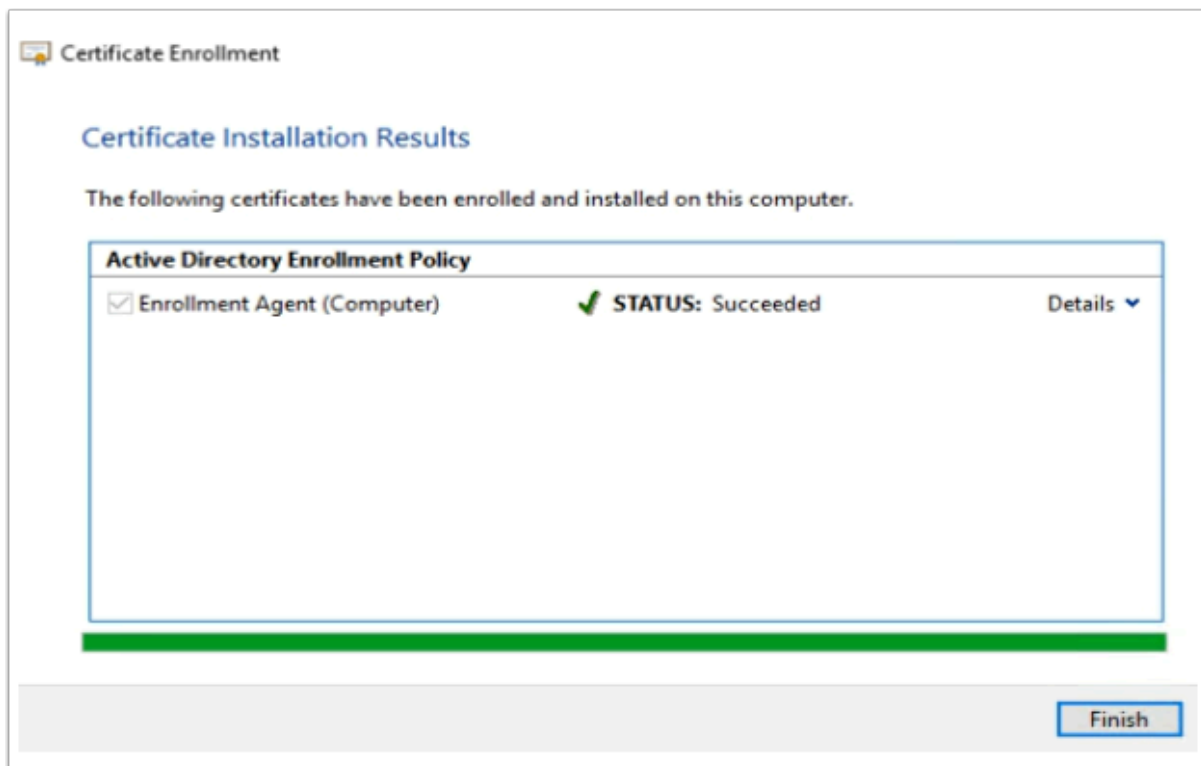 Certificate Enrollment
Certificate Installation Results
The following certificates have been enrolled and installed on this computer.
Active Directory Enrollment Policy
Enrollment Agent (Computer) STATUS: Succeeded Details
Finish